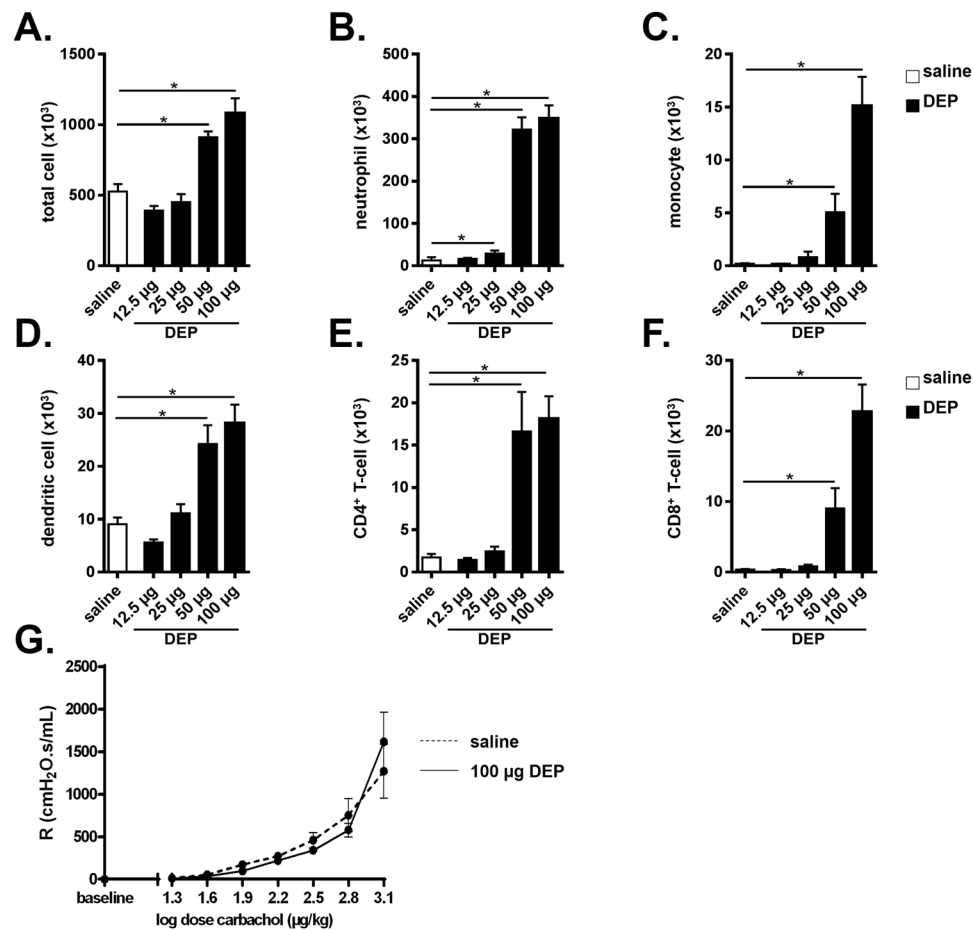 A.
B.
C.
1500
1000
500
0
total cell (x10³)
*
*
saline
12.5 µg
25 µg
50 µg
100 µg
DEP
500
400
300
200
100
0
neutrophil (x10³)
*
*
*
saline
12.5 µg
25 µg
50 µg
100 µg
DEP
20
15
10
5
0
monocyte (x10³)
*
*
saline
12.5 µg
25 µg
50 µg
100 µg
DEP
saline
DEP
D.
E.
F.
40
30
20
10
0
dendritic cell (x10³)
*
*
saline
12.5 µg
25 µg
50 µg
100 µg
DEP
25
20
15
10
5
0
CD4⁺ T-cell (x10³)
*
*
saline
12.5 µg
25 µg
50 µg
100 µg
DEP
30
20
10
0
CD8⁺ T-cell (x10³)
*
*
saline
12.5 µg
25 µg
50 µg
100 µg
DEP
saline
DEP
G.
2500
2000
1500
1000
500
0
R (cmH₂O.s/mL)
baseline
1.3 1.6 1.9 2.2 2.5 2.8 3.1
log dose carbachol (µg/kg)
saline
100 µg DEP